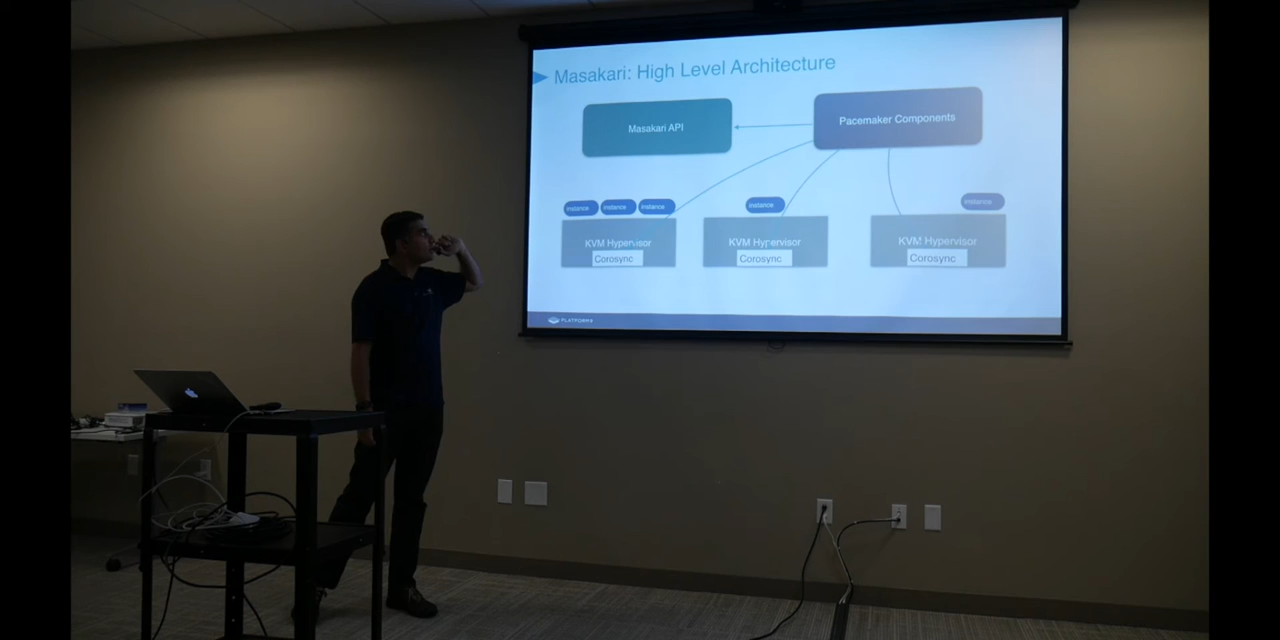 Masakari: High Level Architecture
Masakari API
Pacemaker Components
instance instance instance
instance
instance
KVM Hypervisor
Corosync
KVM Hypervisor
Corosync
KVM Hypervisor
Corosync
PLATFORM9